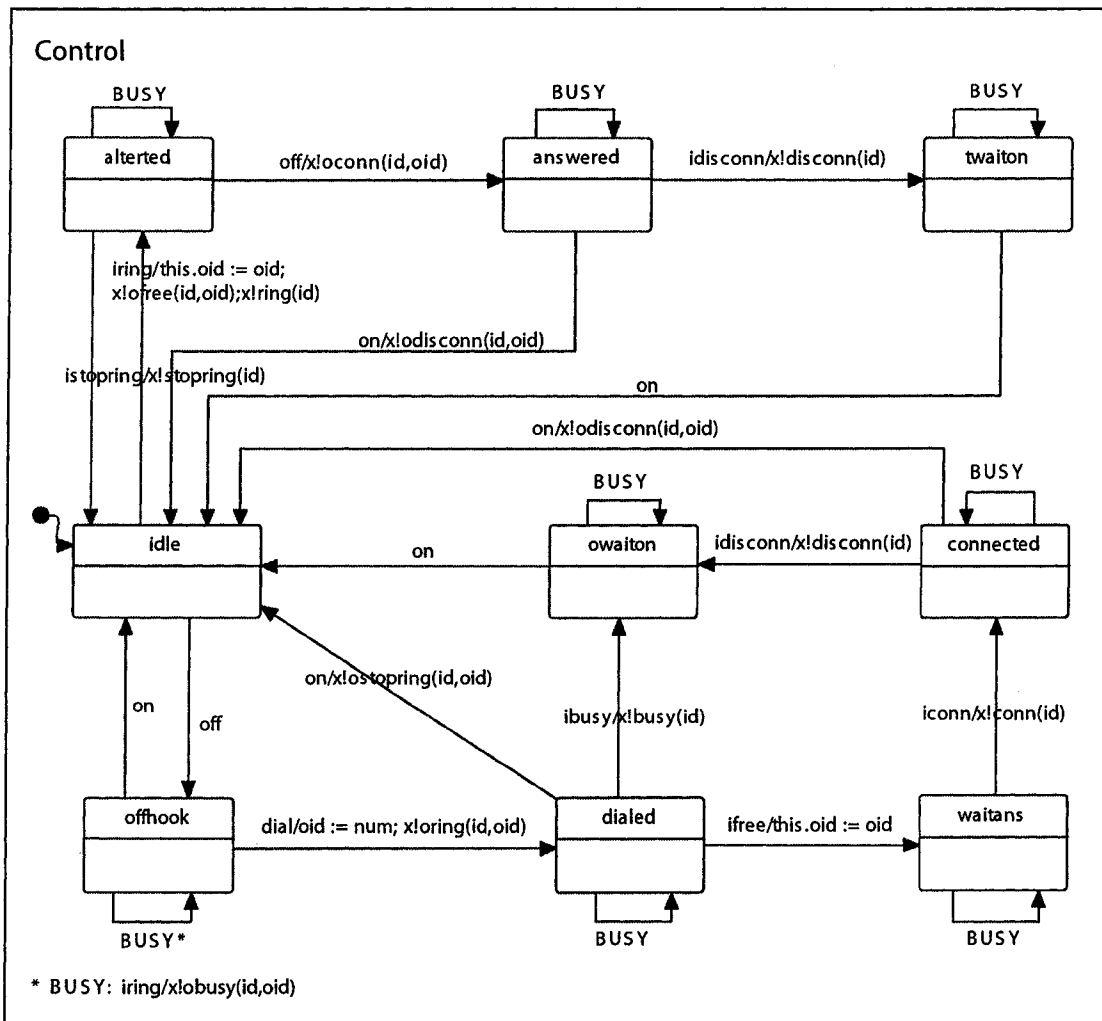 Control
BUSY
BUSY
BUSY
alterted
answered
twaiton
off/x!oconn(id,oid)
idisconn/x!disconn(id)
iring/this.oid := oid;
x!ofree(id,oid);x!ring(id)
on/x!odisconn(id,oid)
istopring/x!stopring(id)
on
on/x!odisconn(id,oid)
BUSY
BUSY
idle
owaiton
connected
on
idisconn/x!disconn(id)
on/x!ostopring(id,oid)
on
off
ibusy/x!busy(id)
iconn/x!conn(id)
offhook
dialed
waitans
dial/oid := num; x!oring(id,oid)
ifree/this.oid := oid
BUSY*
BUSY
BUSY
* BUSY: iring/x!obusy(id,oid)